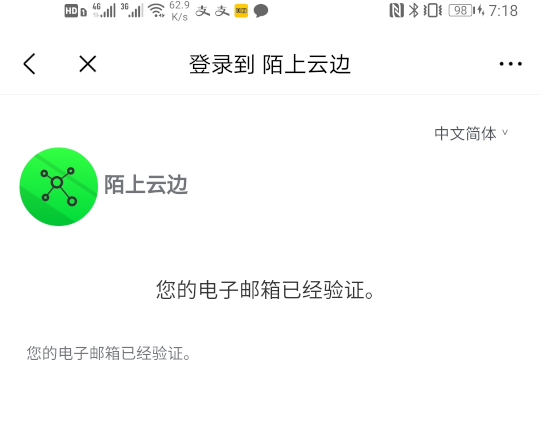 HD 4G 3G 62.9 K/s 98 7:18
登录到 陌上云边
中文简体
陌上云边
您的电子邮箱已经验证。
您的电子邮箱已经验证。